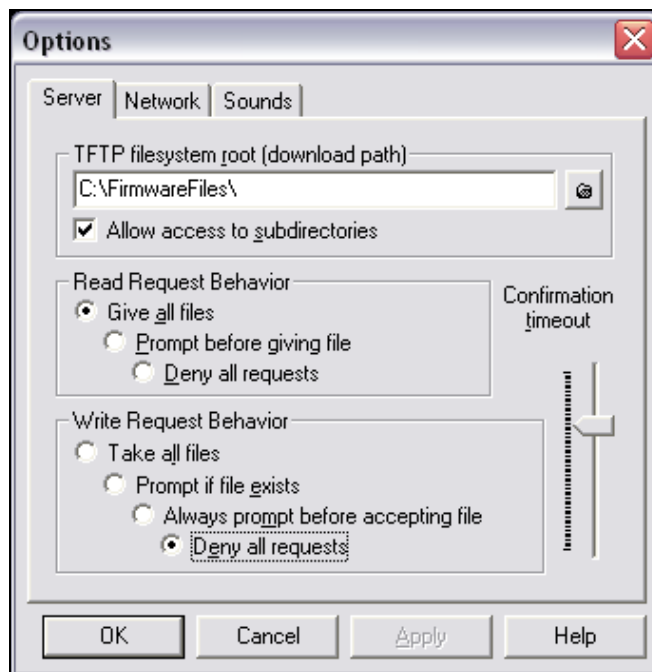 Options
Server Network Sounds
TFTP filesystem root (download path)
C:\FirmwareFiles\
Allow access to subdirectories
Read Request Behavior
Give all files
Prompt before giving file
Deny all requests
Confirmation
timeout
Write Request Behavior
Take all files
Prompt if file exists
Always prompt before accepting file
Deny all requests
OK Cancel Apply Help